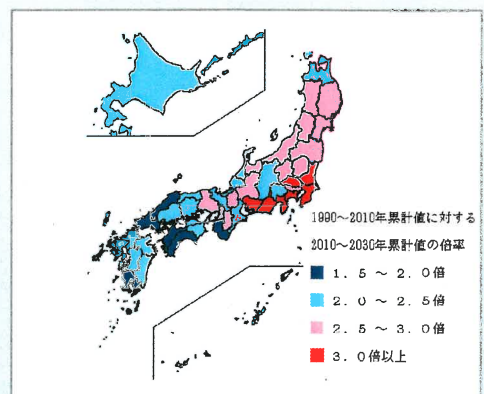 1990～2010年累計値に対する
2010～2030年累計値の倍率
１．５ ～ ２．０倍
２．０ ～ ２．５倍
２．５ ～ ３．０倍
３．０倍以上